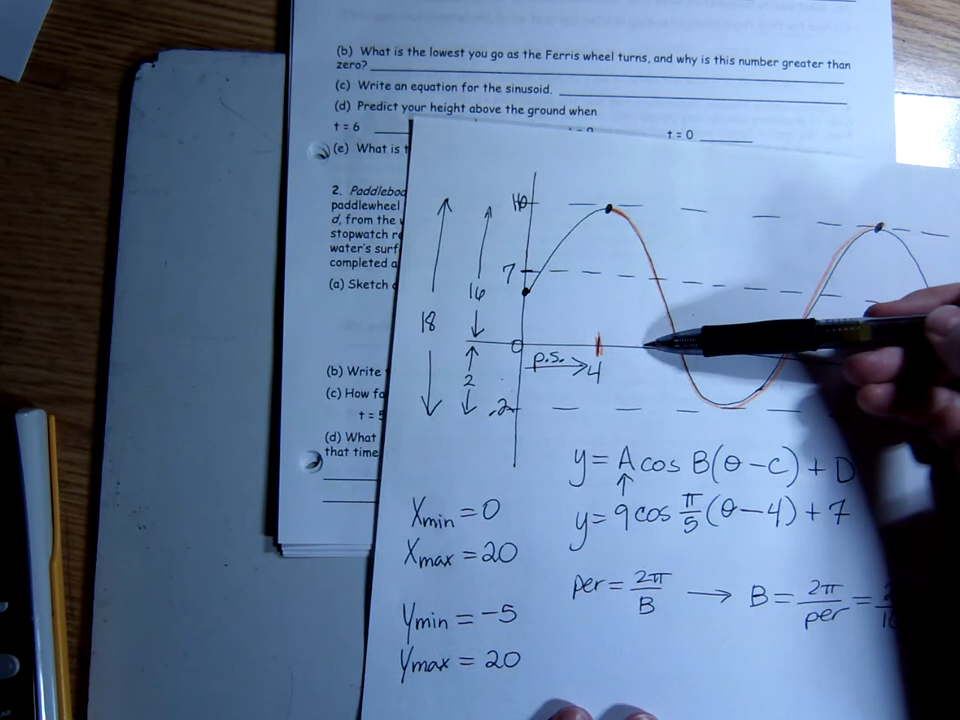 (b) What is the lowest you go as the Ferris wheel turns, and why is this number greater than
zero?
(c) Write an equation for the sinusoid.
(d) Predict your height above the ground when
t = 6 t = 0
(e) What is
2. Paddleboa
paddlewheel
d, from the
stopwatch
water's surf
completed a
(a) Sketch
(b) Write
(c) How
t = 5
(d) What
that time
7
16
18
0
p.s.
4
2
-2
y = A cos B(θ - C) + D
y = 9 cos π/5 (θ - 4) + 7
Xmin = 0
Xmax = 20
per = 2π/B → B = 2π/per =
Ymin = -5
Ymax = 20